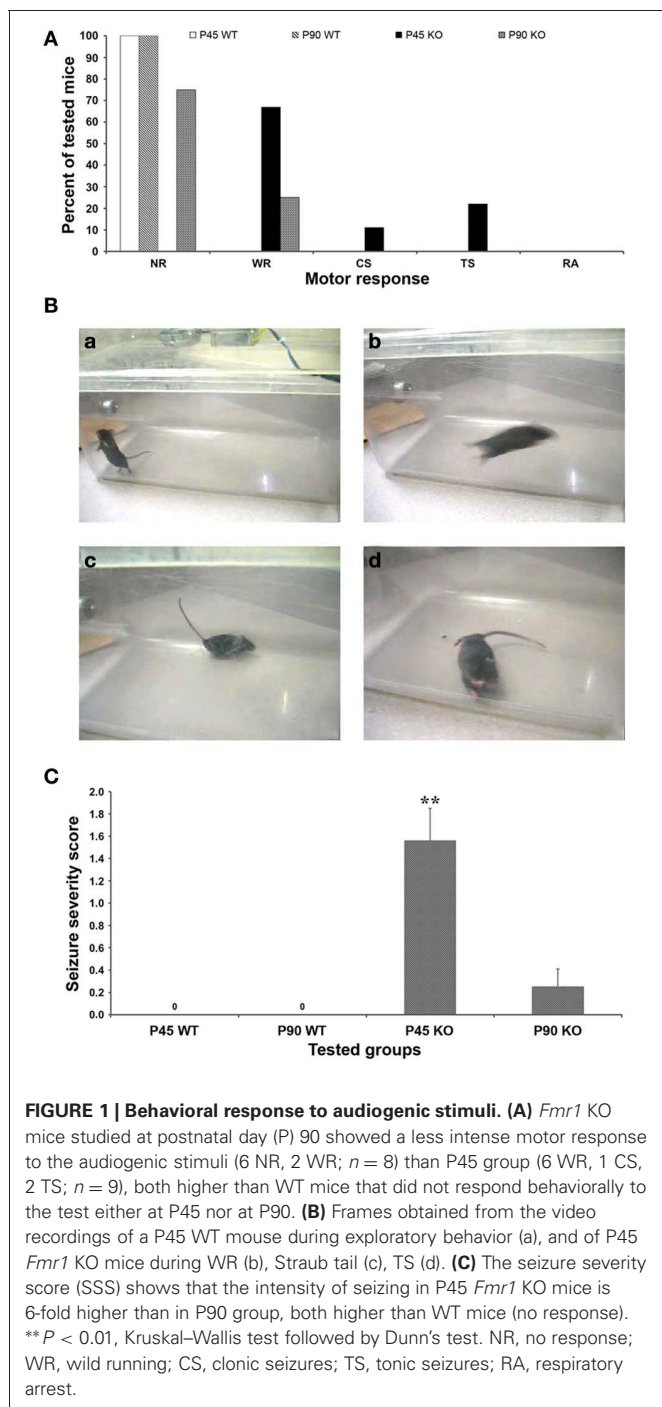 A
P45 WT P90 WT P45 KO P90 KO
100
90
80
70
60
50
40
30
20
10
0
Percent of tested mice
NR WR CS TS RA
Motor response
B
a
b
c
d
C
2.0
1.8
1.6
1.4
1.2
1.0
0.8
0.6
0.4
0.2
0.0
Seizure severity score
**
0 0
P45 WT P90 WT P45 KO P90 KO
Tested groups
FIGURE 1 | Behavioral response to audiogenic stimuli. (A) Fmr1 KO
mice studied at postnatal day (P) 90 showed a less intense motor response
to the audiogenic stimuli (6 NR, 2 WR; n = 8) than P45 group (6 WR, 1 CS,
2 TS; n = 9), both higher than WT mice that did not respond behaviorally to
the test either at P45 nor at P90. (B) Frames obtained from the video
recordings of a P45 WT mouse during exploratory behavior (a), and of P45
Fmr1 KO mice during WR (b), Straub tail (c), TS (d). (C) The seizure severity
score (SSS) shows that the intensity of seizing in P45 Fmr1 KO mice is
6-fold higher than in P90 group, both higher than WT mice (no response).
**P < 0.01, Kruskal–Wallis test followed by Dunn's test. NR, no response;
WR, wild running; CS, clonic seizures; TS, tonic seizures; RA, respiratory
arrest.